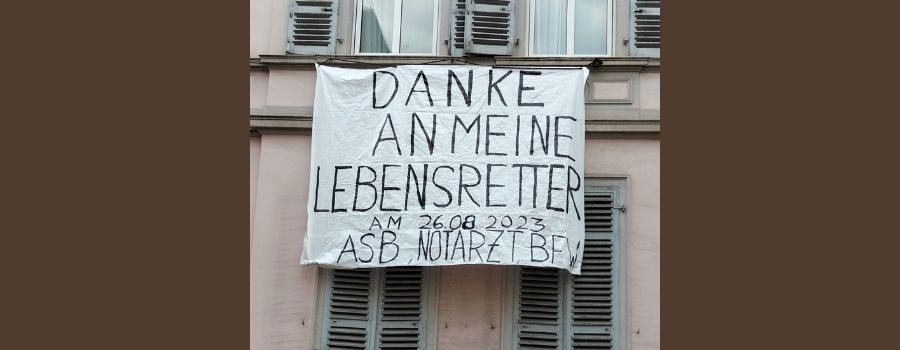 DANKE
AN MEINE
LEBENSRETTER
AM 26.08 2023
ASB, NOTARZT, BFW